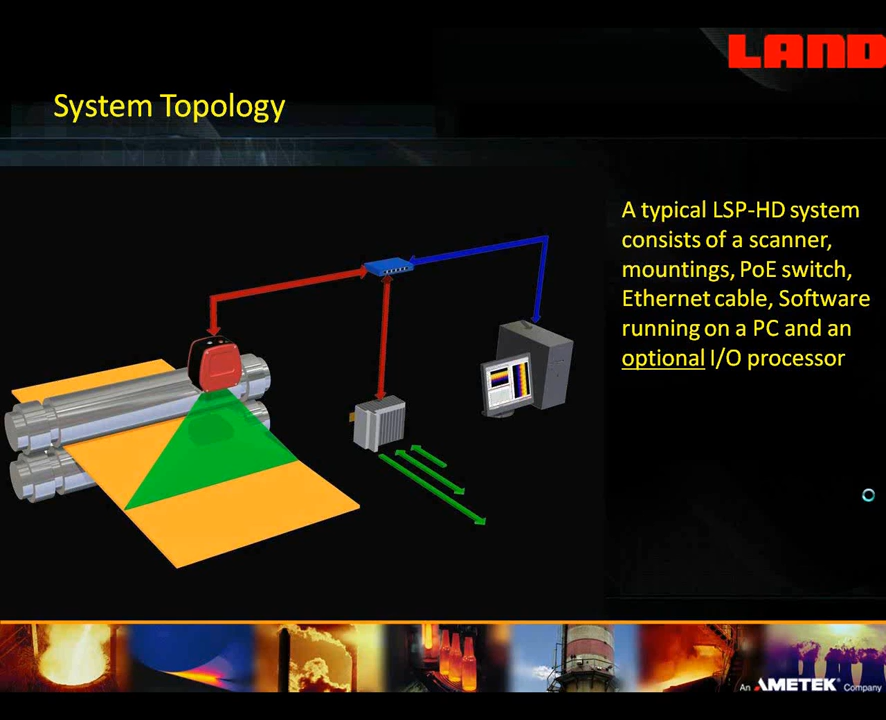 LAND
System Topology
A typical LSP-HD system
consists of a scanner,
mountings, PoE switch,
Ethernet cable, Software
running on a PC and an
optional I/O processor
An AMETEK® Company